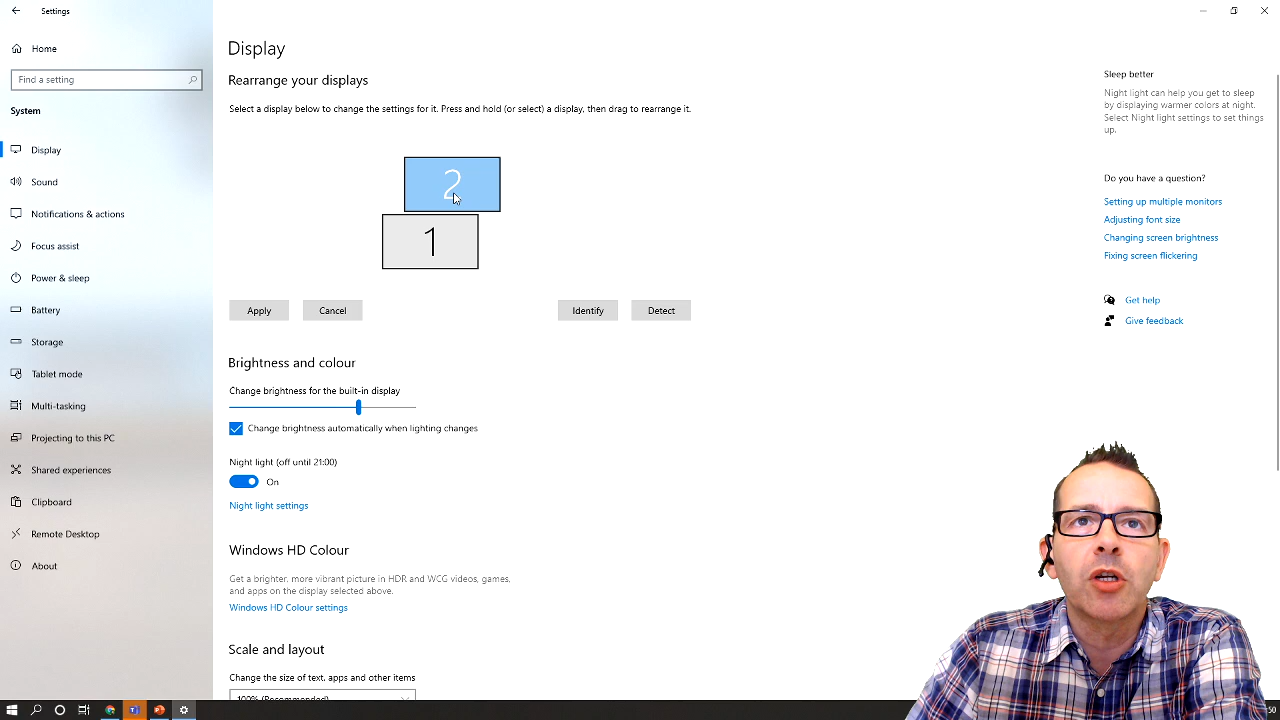 Settings
Home
Find a setting
System
Display
Sound
Notifications & actions
Focus assist
Power & sleep
Battery
Storage
Tablet mode
Multi-tasking
Projecting to this PC
Shared experiences
Clipboard
Remote Desktop
About
Display
Rearrange your displays
Select a display below to change the settings for it. Press and hold (or select) a display, then drag to rearrange it.
2
1
Apply
Cancel
Identify
Detect
Brightness and colour
Change brightness for the built-in display
Change brightness automatically when lighting changes
Night light (off until 21:00)
On
Night light settings
Windows HD Colour
Get a brighter, more vibrant picture in HDR and WCG videos, games,
and apps on the display selected above.
Windows HD Colour settings
Scale and layout
Change the size of text, apps and other items
100% (Recommended)
Sleep better
Night light can help you get to sleep
by displaying warmer colors at night.
Select Night light settings to set things
up.
Do you have a question?
Setting up multiple monitors
Adjusting font size
Changing screen brightness
Fixing screen flickering
Get help
Give feedback